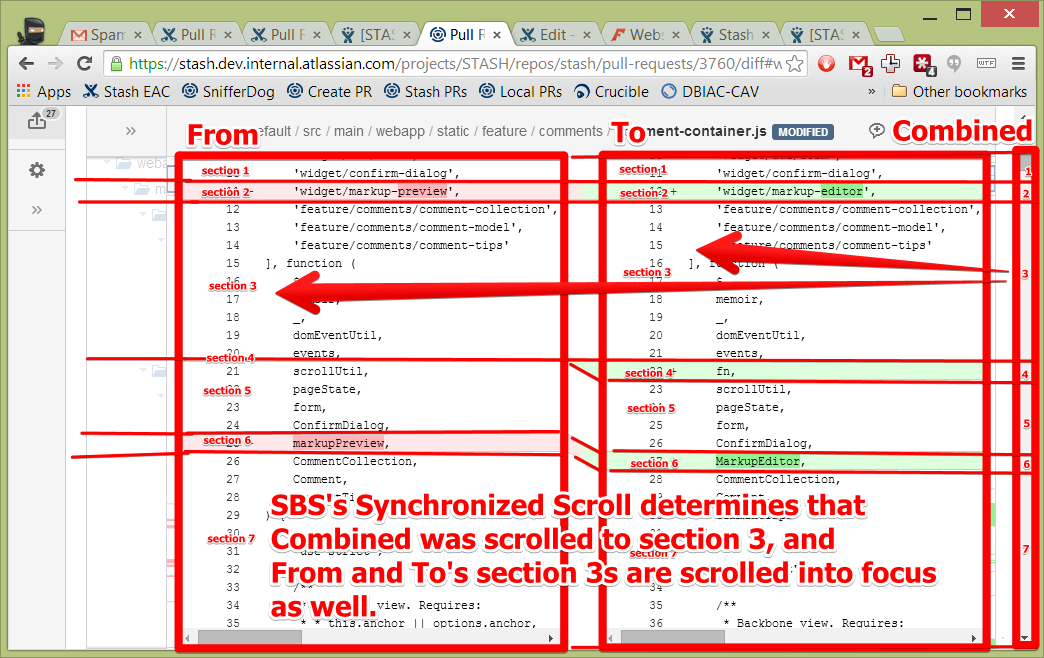 Spam
Pull R
Pull R
[STAS
Pull R
Edit -
Webs
Stash
[STA
https://stash.dev.internal.atlassian.com/projects/STASH/repos/stash/pull-requests/3760/diff#w
2
4
WTF
Apps
Stash EAC
SnifferDog
Create PR
Stash PRs
Local PRs
Crucible
DBIAC-CAV
»
Other bookmarks
27
»
»
From
default / src / main / webapp / static / feature / comments /
To
ment-container.js
MODIFIED
Combined
section 1 'widget/confirm-dialog',
section 2 - 'widget/markup-preview',
12 'feature/comments/comment-collection',
13 'feature/comments/comment-model',
14 'feature/comments/comment-tips'
15 ], function (
section 3
17
18 _,
19 domEventUtil,
20 events,
section 4
21 scrollUtil,
section 5 pageState,
23 form,
24 ConfirmDialog,
section 6 - markupPreview,
26 CommentCollection,
27 Comment,
28
29
section 7
31
32
33 /**
34 view. Requires:
35 * * this.anchor || options.anchor,
section 1 'widget/confirm-dialog',
section 2 + 'widget/markup-editor',
13 'feature/comments/comment-collection',
14 'feature/comments/comment-model',
15 'feature/comments/comment-tips'
16 ], function (
section 3
18 memoir,
19 _,
20 domEventUtil,
21 events,
section 4 + fn,
23 scrollUtil,
section 5 pageState,
25 form,
26 ConfirmDialog,
section 6 MarkupEditor,
28 CommentCollection,
section 7
34
35 /**
36 * Backbone view. Requires:
1
2
3
4
5
6
7
SBS's Synchronized Scroll determines that
Combined was scrolled to section 3, and
From and To's section 3s are scrolled into focus
as well.